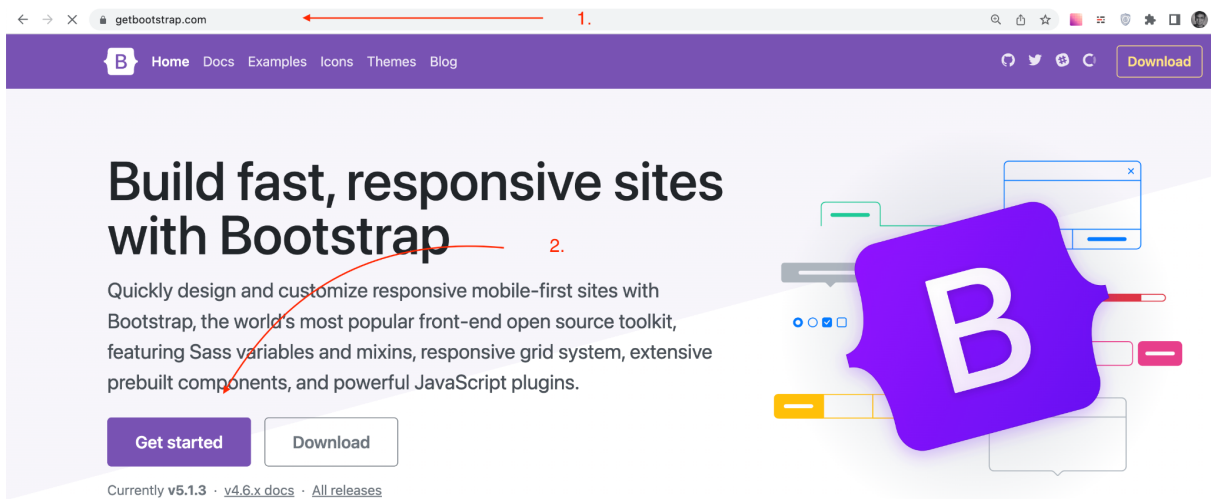 getbootstrap.com 1.
B Home Docs Examples Icons Themes Blog Download
Build fast, responsive sites
with Bootstrap
2.
Quickly design and customize responsive mobile-first sites with
Bootstrap, the world's most popular front-end open source toolkit,
featuring Sass variables and mixins, responsive grid system, extensive
prebuilt components, and powerful JavaScript plugins.
B
Get started Download
Currently v5.1.3 · v4.6.x docs · All releases